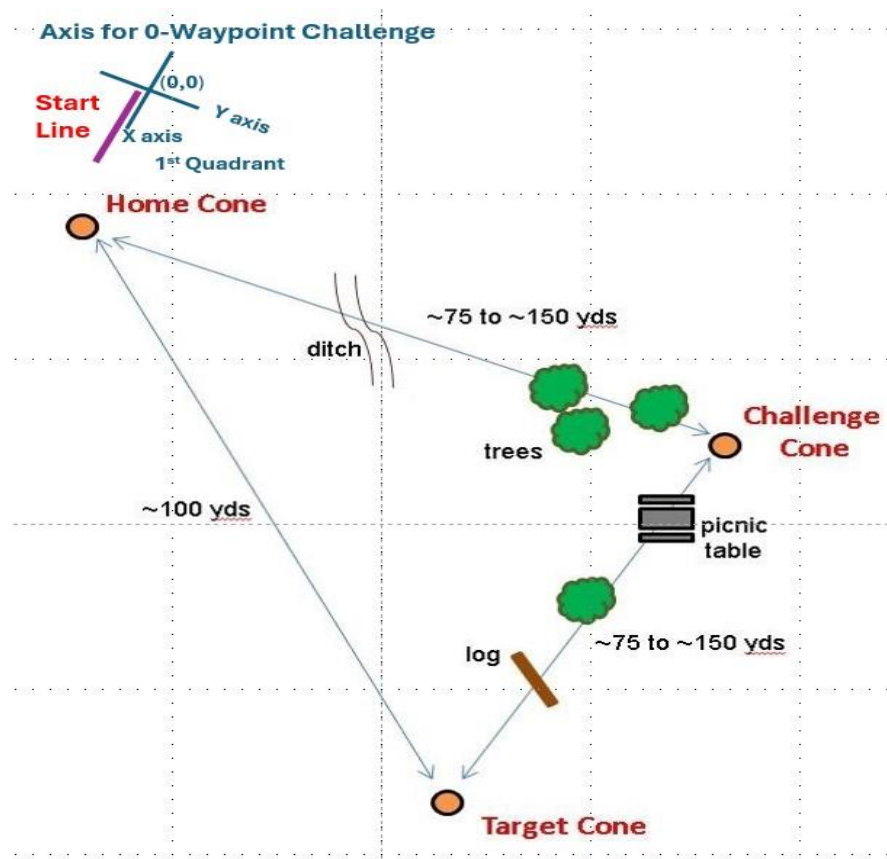 Axis for 0-Waypoint Challenge
(0,0)
Start
Line
Y axis
X axis
1st Quadrant
Home Cone
~75 to ~150 yds
ditch
trees
Challenge
Cone
~100 yds
picnic
table
~75 to ~150 yds
log
Target Cone